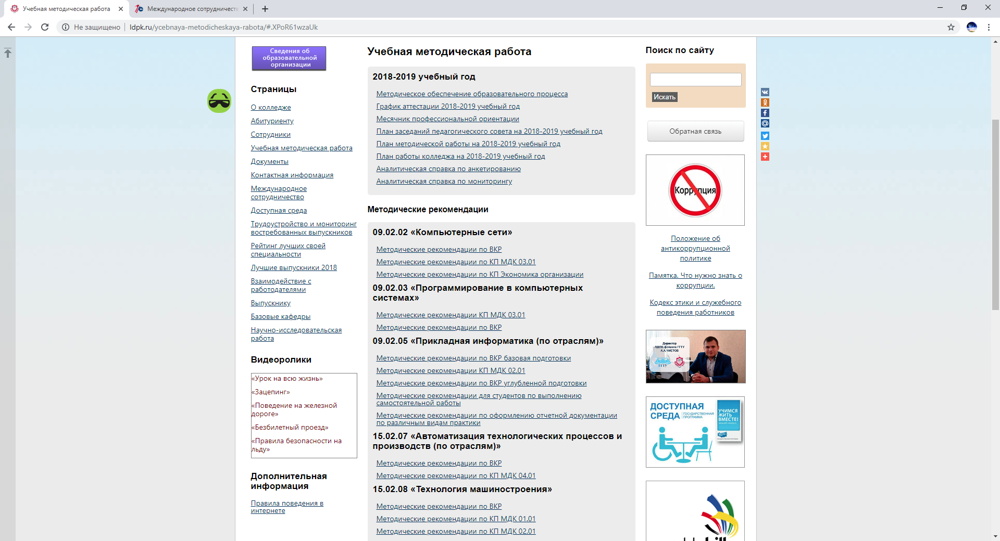 Учебная методическая работа
Международное сотрудничеств
Не защищено
ldpk.ru/ycebnaya-metodicheskaya-rabota/#.XPoR61wzaUk
Сведения об
образовательной
организации
Страницы
О колледже
Абитуриенту
Сотрудники
Учебная методическая работа
Документы
Контактная информация
Международное
сотрудничество
Доступная среда
Трудоустройство и мониторинг
востребованных выпускников
Рейтинг лучших своей
специальности
Лучшие выпускники 2018
Взаимодействие с
работодателями
Выпускнику
Базовые кафедры
Научно-исследовательская
работа
Видеоролики
«Урок на всю жизнь»
«Зацепинг»
«Поведение на железной
дороге»
«Безбилетный проезд»
«Правила безопасности на
льду»
Дополнительная
информация
Правила поведения в
интернете
Учебная методическая работа
2018-2019 учебный год
Методическое обеспечение образовательного процесса
График аттестации 2018-2019 учебный год
Месячник профессиональной ориентации
План заседаний педагогического совета на 2018-2019 учебный год
План методической работы на 2018-2019 учебный год
План работы колледжа на 2018-2019 учебный год
Аналитическая справка по анкетированию
Аналитическая справка по мониторингу
Методические рекомендации
09.02.02 «Компьютерные сети»
Методические рекомендации по ВКР
Методические рекомендации по КП МДК 03.01
Методические рекомендации по КП Экономика организации
09.02.03 «Программирование в компьютерных
системах»
Методические рекомендации КП МДК 03.01
Методические рекомендации по ВКР
09.02.05 «Прикладная информатика (по отраслям)»
Методические рекомендации по ВКР базовая подготовки
Методические рекомендации КП МДК 02.01
Методические рекомендации по ВКР углубленной подготовки
Методические рекомендации для студентов по выполнению
самостоятельной работы
Методические рекомендации по оформлению отчетной документации
по различным видам практики
15.02.07 «Автоматизация технологических процессов и
производств (по отраслям)»
Методические рекомендации по ВКР
Методические рекомендации по КП МДК 04.01
15.02.08 «Технология машиностроения»
Методические рекомендации по ВКР
Методические рекомендации по КП МДК 01.01
Методические рекомендации по КП МДК 02.01
Поиск по сайту
Искать
Обратная связь
Коррупция
Положение об
антикоррупционной
политике
Памятка. Что нужно знать о
коррупции.
Кодекс этики и служебного
поведения работников
Директор
ЛДПК-филиала ГГТУ
А.А.ЧИСТОВ
ГГТУ
ДОСТУПНАЯ
СРЕДА
ГОСУДАРСТВЕННАЯ
ПРОГРАММА
УЧИМСЯ
ЖИТЬ
ВМЕСТЕ!